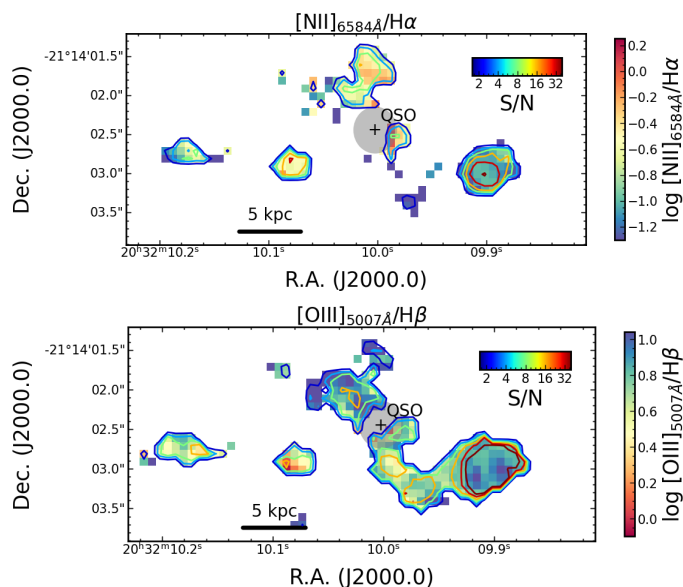 [NII]₆₅₈₄Å/Hα
-21°14'01.5"
02.0"
02.5"
03.0"
03.5"
Dec. (J2000.0)
QSO
2 4 8 16 32
S/N
5 kpc
20ʰ32ᵐ10.2ˢ 10.1ˢ 10.0ˢ 09.9ˢ
R.A. (J2000.0)
0.2
0.0
−0.2
−0.4
−0.6
−0.8
−1.0
−1.2
log [NII]₆₅₈₄Å/Hα
[OIII]₅₀₀₇Å/Hβ
-21°14'01.5"
02.0"
02.5"
03.0"
03.5"
Dec. (J2000.0)
QSO
2 4 8 16 32
S/N
5 kpc
20ʰ32ᵐ10.2ˢ 10.1ˢ 10.0ˢ 09.9ˢ
R.A. (J2000.0)
1.0
0.8
0.6
0.4
0.2
0.0
log [OIII]₅₀₀₇Å/Hβ